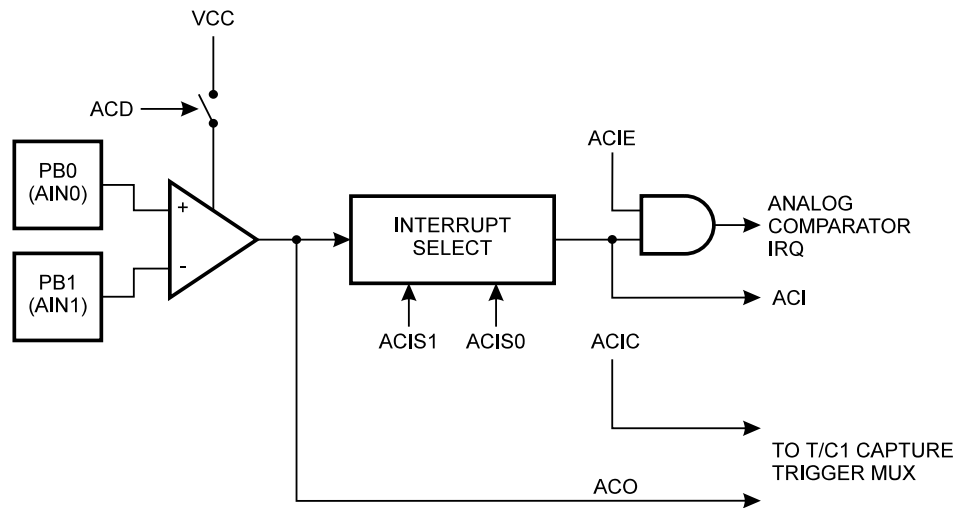 VCC
ACD
PB0
(AIN0)
+
-
PB1
(AIN1)
INTERRUPT
SELECT
ACIS1
ACIS0
ACIE
ANALOG
COMPARATOR
IRQ
ACI
ACIC
TO T/C1 CAPTURE
TRIGGER MUX
ACO